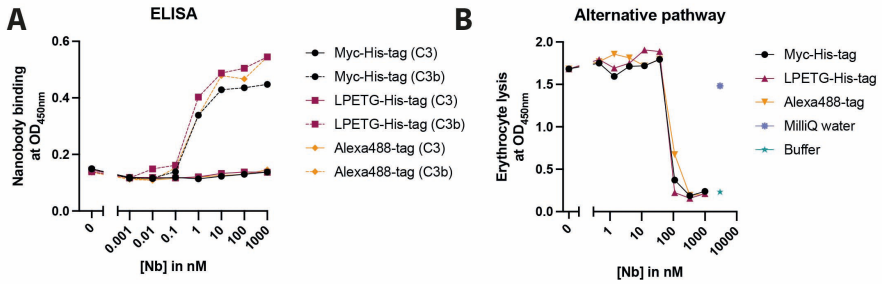 A
ELISA
Nanobody binding
at OD450nm
0.6
0.4
0.2
0.0
0
0.001
0.01
0.1
1
10
100
1000
[Nb] in nM
Myc-His-tag (C3)
Myc-His-tag (C3b)
LPETG-His-tag (C3)
LPETG-His-tag (C3b)
Alexa488-tag (C3)
Alexa488-tag (C3b)
B
Alternative pathway
Erythrocyte lysis
at OD450nm
2.0
1.5
1.0
0.5
0.0
0
1
10
100
1000
10000
[Nb] in nM
Myc-His-tag
LPETG-His-tag
Alexa488-tag
MilliQ water
Buffer